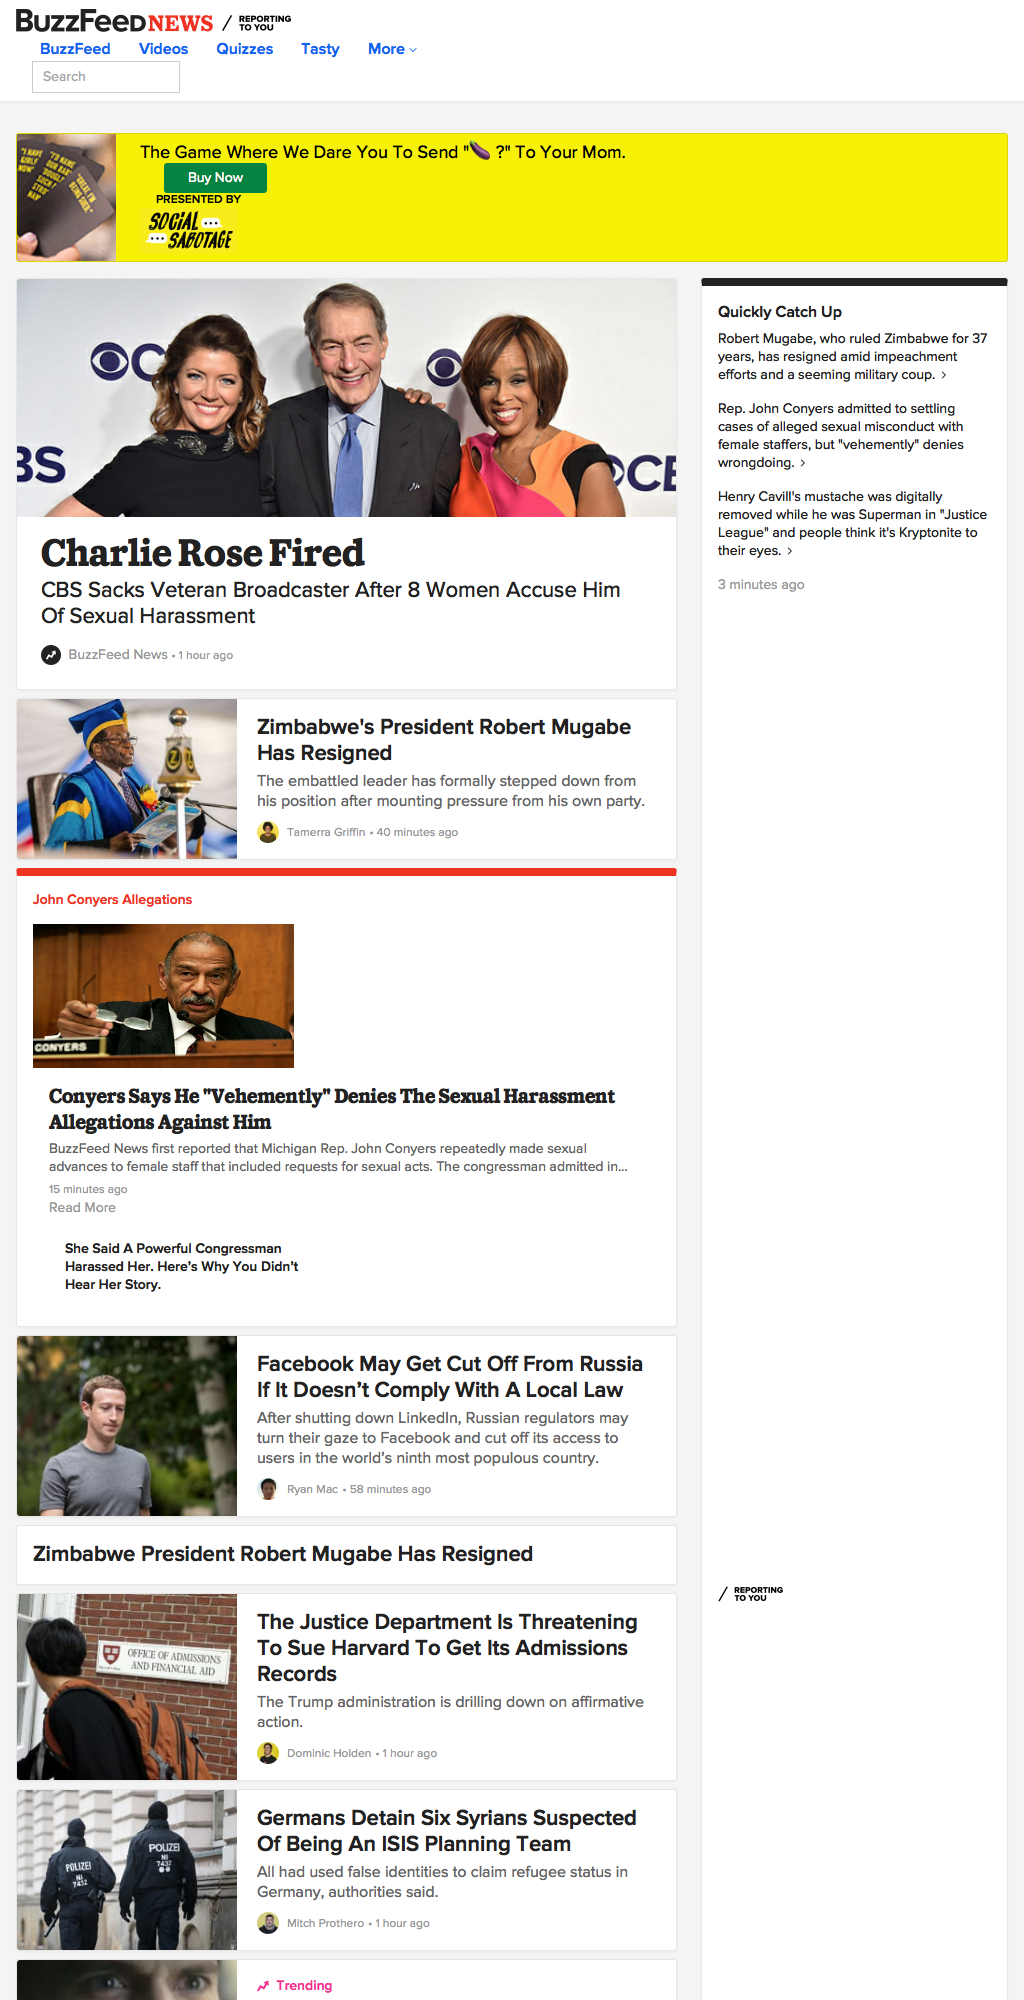 BuzzFeed NEWS / REPORTING TO YOU
BuzzFeed Videos Quizzes Tasty More
Search
The Game Where We Dare You To Send "🍆 ?" To Your Mom.
Buy Now
PRESENTED BY
SOCIAL
SABOTAGE
Charlie Rose Fired
CBS Sacks Veteran Broadcaster After 8 Women Accuse Him
Of Sexual Harassment
BuzzFeed News • 1 hour ago
Zimbabwe's President Robert Mugabe
Has Resigned
The embattled leader has formally stepped down from
his position after mounting pressure from his own party.
Tamerra Griffin • 40 minutes ago
John Conyers Allegations
CONYERS
Conyers Says He "Vehemently" Denies The Sexual Harassment
Allegations Against Him
BuzzFeed News first reported that Michigan Rep. John Conyers repeatedly made sexual
advances to female staff that included requests for sexual acts. The congressman admitted in...
15 minutes ago
Read More
She Said A Powerful Congressman
Harassed Her. Here’s Why You Didn’t
Hear Her Story.
Facebook May Get Cut Off From Russia
If It Doesn’t Comply With A Local Law
After shutting down LinkedIn, Russian regulators may
turn their gaze to Facebook and cut off its access to
users in the world’s ninth most populous country.
Ryan Mac • 58 minutes ago
Zimbabwe President Robert Mugabe Has Resigned
OFFICE OF ADMISSIONS
AND FINANCIAL AID
The Justice Department Is Threatening
To Sue Harvard To Get Its Admissions
Records
The Trump administration is drilling down on affirmative
action.
Dominic Holden • 1 hour ago
POLIZEI
NI
7432
POLIZEI
NI
743
Germans Detain Six Syrians Suspected
Of Being An ISIS Planning Team
All had used false identities to claim refugee status in
Germany, authorities said.
Mitch Prothero • 1 hour ago
Trending
Quickly Catch Up
Robert Mugabe, who ruled Zimbabwe for 37
years, has resigned amid impeachment
efforts and a seeming military coup. >
Rep. John Conyers admitted to settling
cases of alleged sexual misconduct with
female staffers, but "vehemently" denies
wrongdoing. >
Henry Cavill's mustache was digitally
removed while he was Superman in "Justice
League" and people think it's Kryptonite to
their eyes. >
3 minutes ago
/ REPORTING
TO YOU